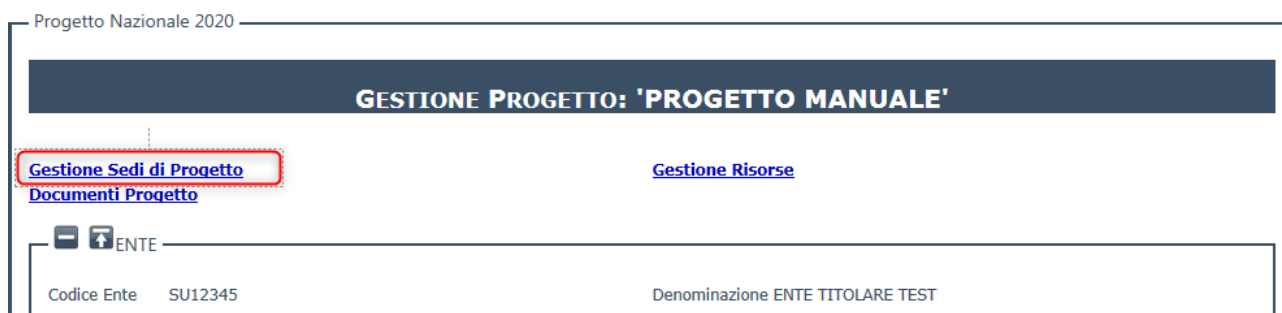 Progetto Nazionale 2020
GESTIONE PROGETTO: 'PROGETTO MANUALE'
Gestione Sedi di Progetto Gestione Risorse
Documenti Progetto
ENTE
Codice Ente SU12345 Denominazione ENTE TITOLARE TEST